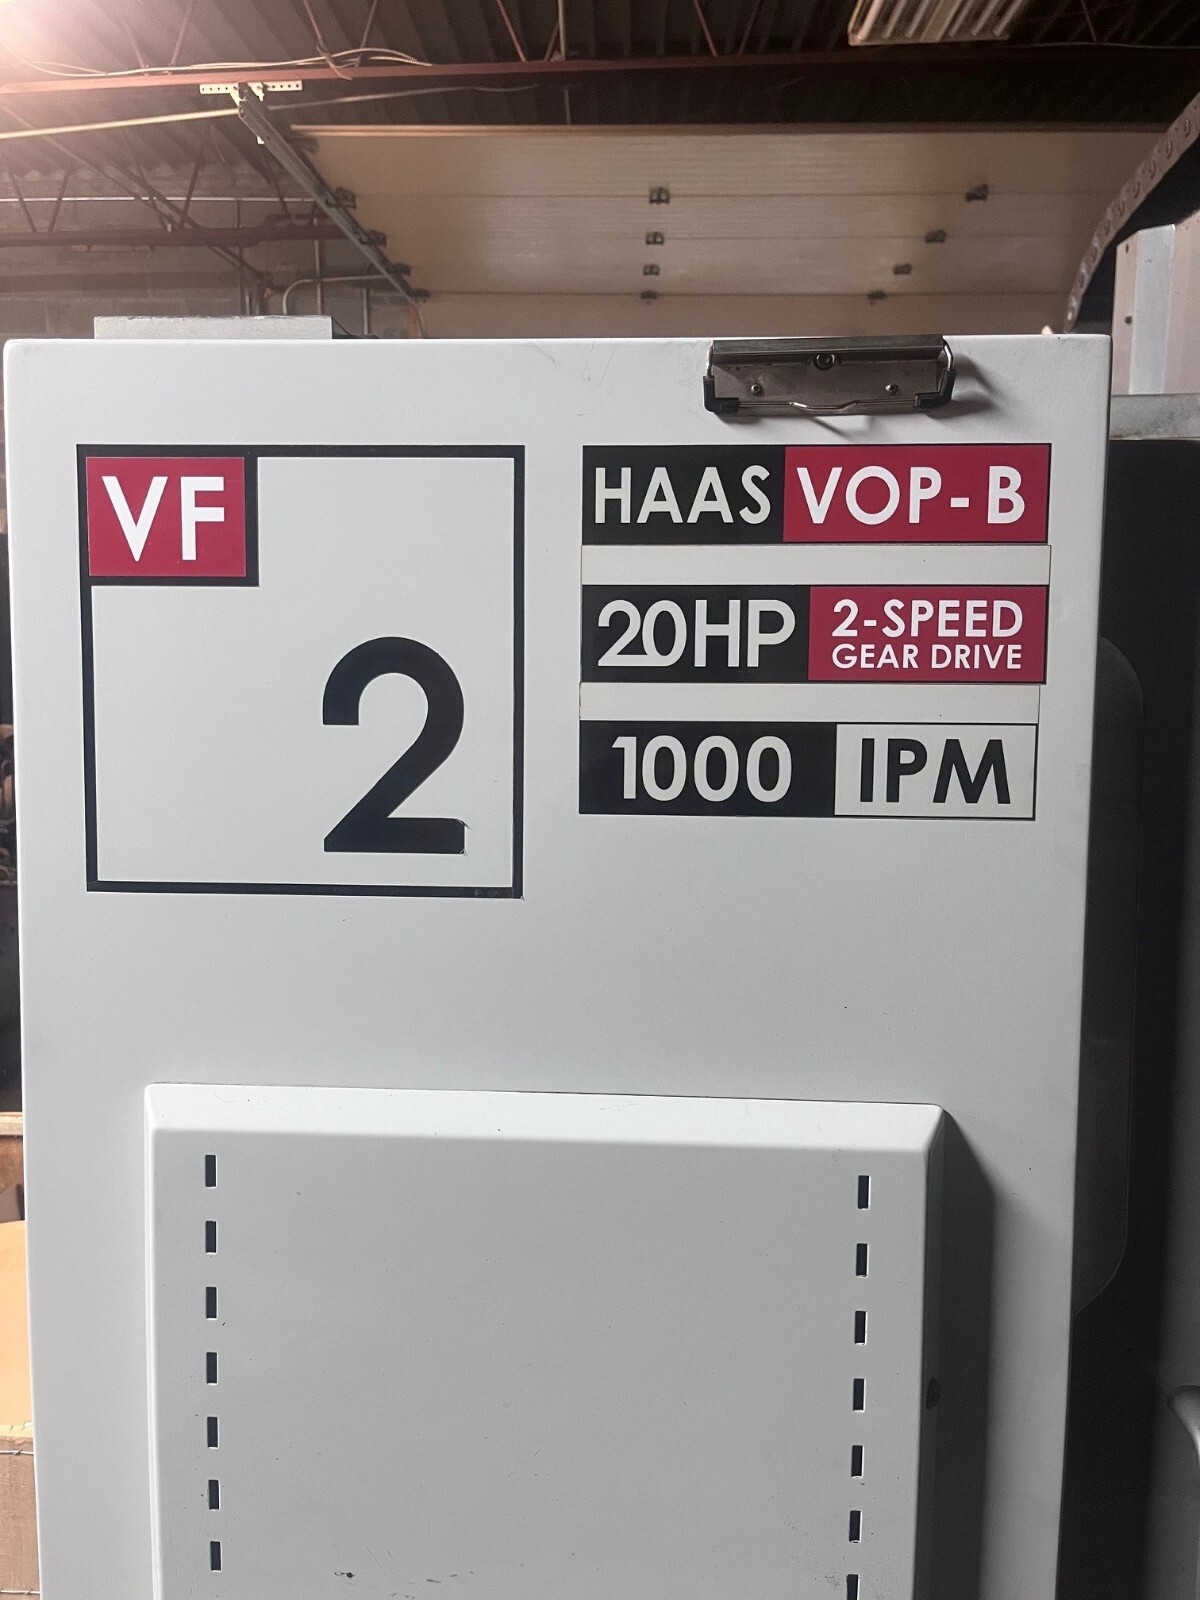 VF
2
HAAS VOP-B
20HP 2-SPEED
GEAR DRIVE
1000 IPM